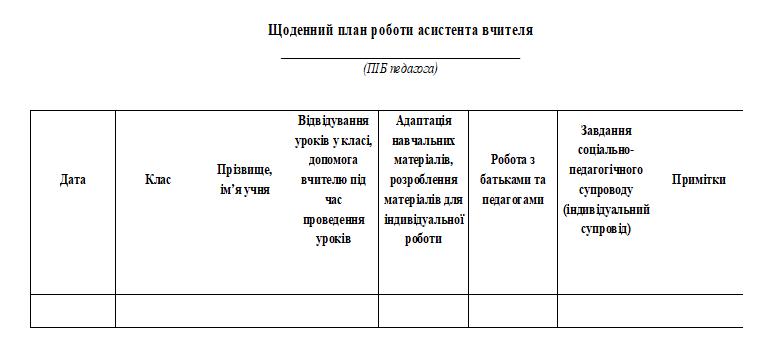 Щоденний план роботи асистента вчителя
(ПІБ педагога)
Дата
Клас
Прізвище,
ім’я учня
Відвідування
уроків у класі,
допомога
вчителю під
час
проведення
уроків
Адаптація
навчальних
матеріалів,
розроблення
матеріалів для
індивідуальної
роботи
Робота з
батьками та
педагогами
Завдання
соціально-
педагогічного
супроводу
(індивідуальний
супровід)
Примітки